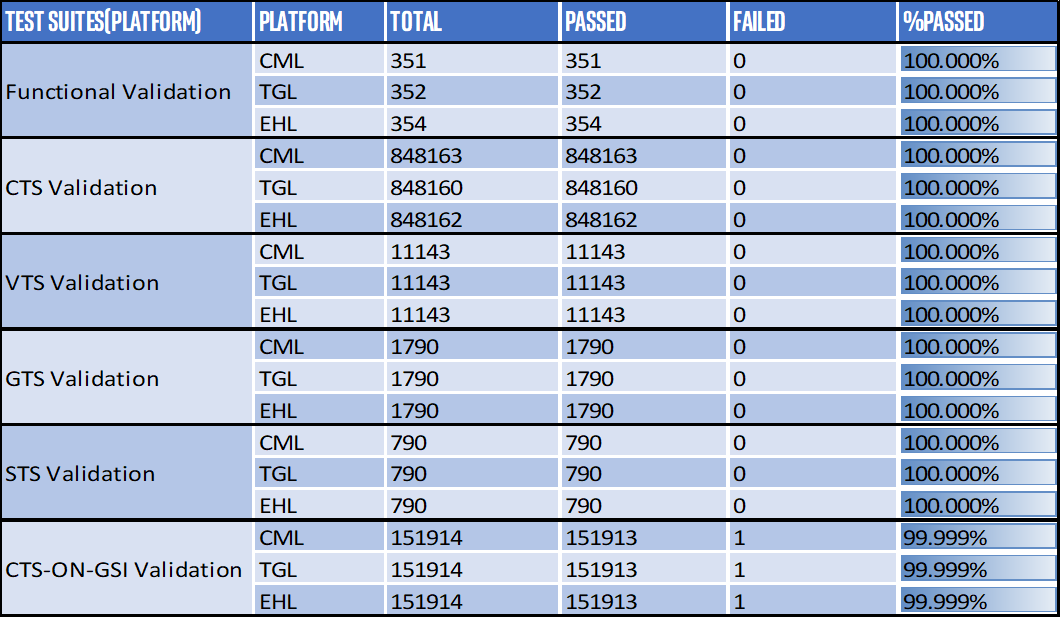 TEST SUITES(PLATFORM) PLATFORM TOTAL PASSED FAILED %PASSED
Functional Validation CML 351 351 0 100.000%
TGL 352 352 0 100.000%
EHL 354 354 0 100.000%
CTS Validation CML 848163 848163 0 100.000%
TGL 848160 848160 0 100.000%
EHL 848162 848162 0 100.000%
VTS Validation CML 11143 11143 0 100.000%
TGL 11143 11143 0 100.000%
EHL 11143 11143 0 100.000%
GTS Validation CML 1790 1790 0 100.000%
TGL 1790 1790 0 100.000%
EHL 1790 1790 0 100.000%
STS Validation CML 790 790 0 100.000%
TGL 790 790 0 100.000%
EHL 790 790 0 100.000%
CTS-ON-GSI Validation CML 151914 151913 1 99.999%
TGL 151914 151913 1 99.999%
EHL 151914 151913 1 99.999%